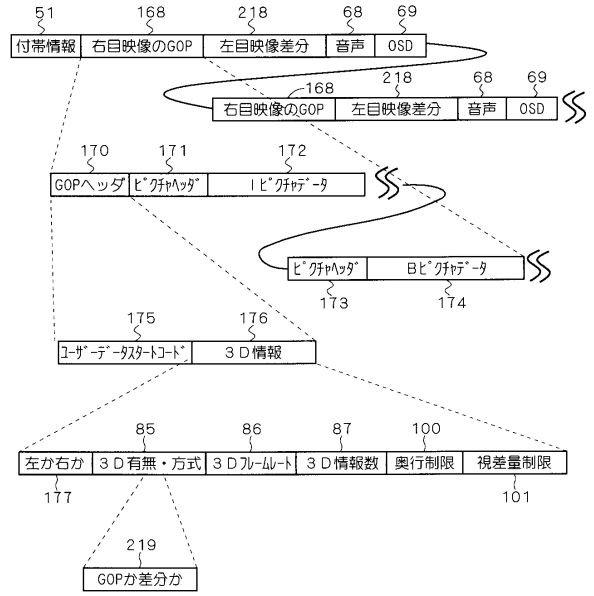 51 168 218 68 69
付帯情報 右目映像のGOP 左目映像差分 音声 OSD
168 218 68 69
右目映像のGOP 左目映像差分 音声 OSD
170 171 172
GOPヘッダ ﾋﾟｸﾁｬﾍｯﾀﾞ Iﾋﾟｸﾁｬﾃﾞｰﾀ
ﾋﾟｸﾁｬﾍｯﾀﾞ Bﾋﾟｸﾁｬﾃﾞｰﾀ
173 174
175 176
ﾕｰｻﾞｰﾃﾞｰﾀｽﾀｰﾄｺｰﾄﾞ 3D情報
85 86 87 100
左か右か 3D有無・方式 3Dﾌﾚｰﾑﾚｰﾄ 3D情報数 奥行制限 視差量制限
177 101
219
GOPか差分か